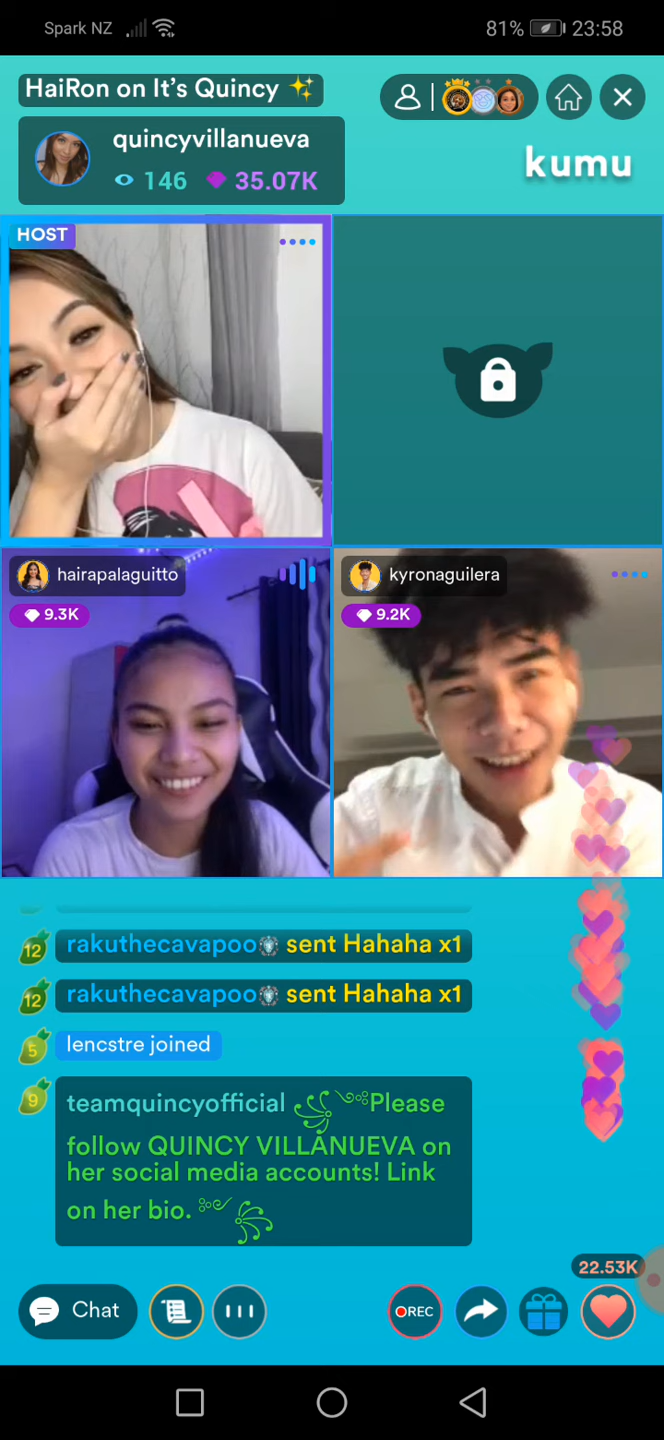 Spark NZ
81% 23:58
HaiRon on It's Quincy ✨
quincyvillanueva
146 35.07K
kumu
HOST
hairapalaguitto
9.3K
kyronaguilera
9.2K
12 rakuthecavapoo sent Hahaha x1
12 rakuthecavapoo sent Hahaha x1
5 lencstre joined
9 teamquincyofficial ꧁༺Please
follow QUINCY VILLANUEVA on
her social media accounts! Link
on her bio. ༻꧂
22.53K
Chat
REC